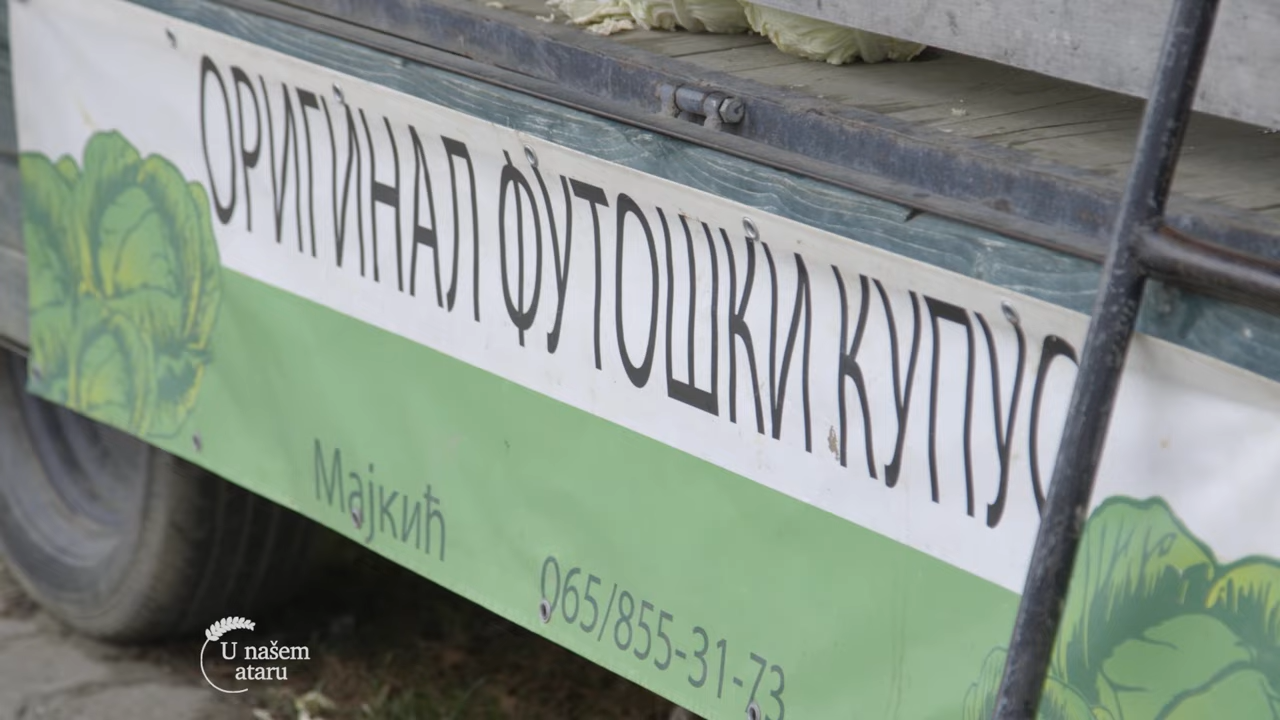 ОРИГИНАЛ ФУТОШКИ КУПУС
Мајкић
065/855-31-73
U našem
ataru